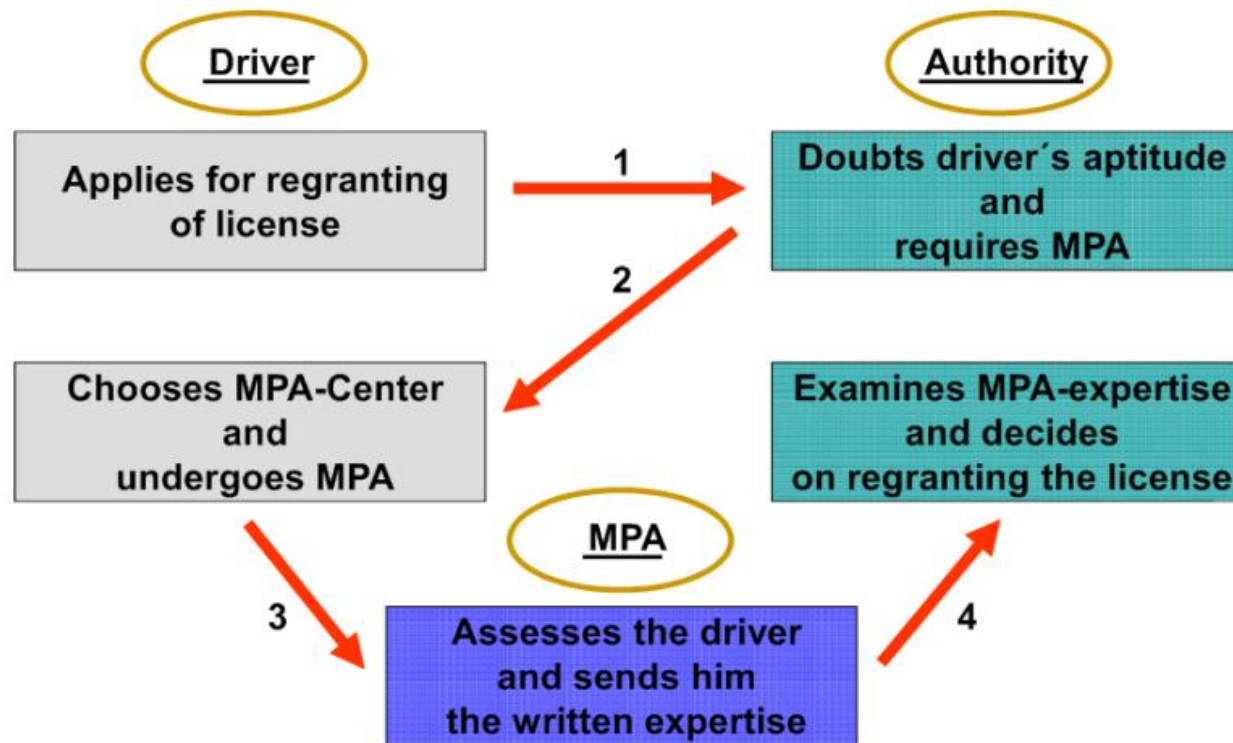 Driver
Authority
Applies for regranting
of license
1
Doubts driver´s aptitude
and
requires MPA
2
Chooses MPA-Center
and
undergoes MPA
Examines MPA-expertise
and decides
on regranting the license
MPA
3
Assesses the driver
and sends him
the written expertise
4